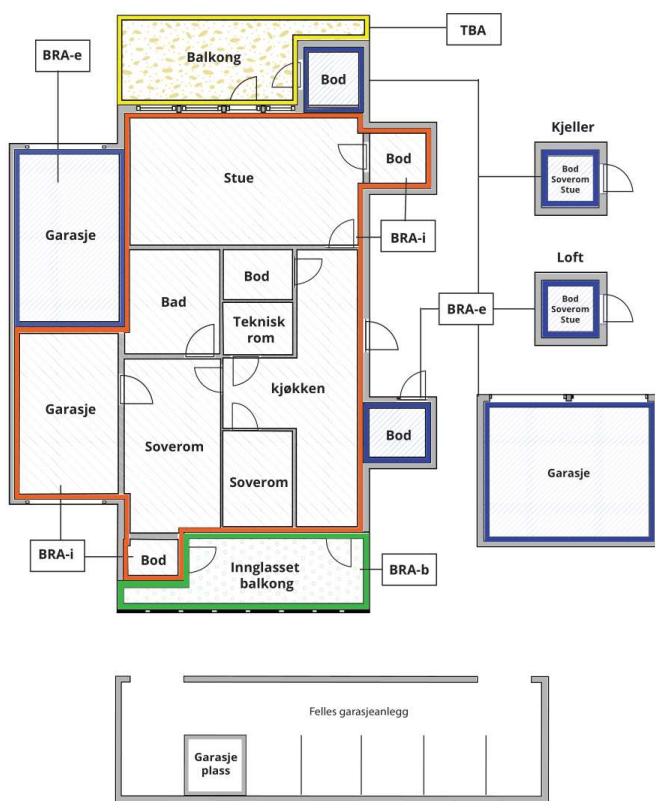 TBA
BRA-e
Balkong
Bod
Kjeller
Bod
Stue
Bod
Soverom
Stue
Garasje
BRA-i
Loft
Bod
Bad
Teknisk
rom
BRA-e
Bod
Soverom
Stue
Garasje
kjøkken
Bod
Soverom
Soverom
Garasje
BRA-i
Bod
Innglasset
balkong
BRA-b
Felles garasjeanlegg
Garasje
plass